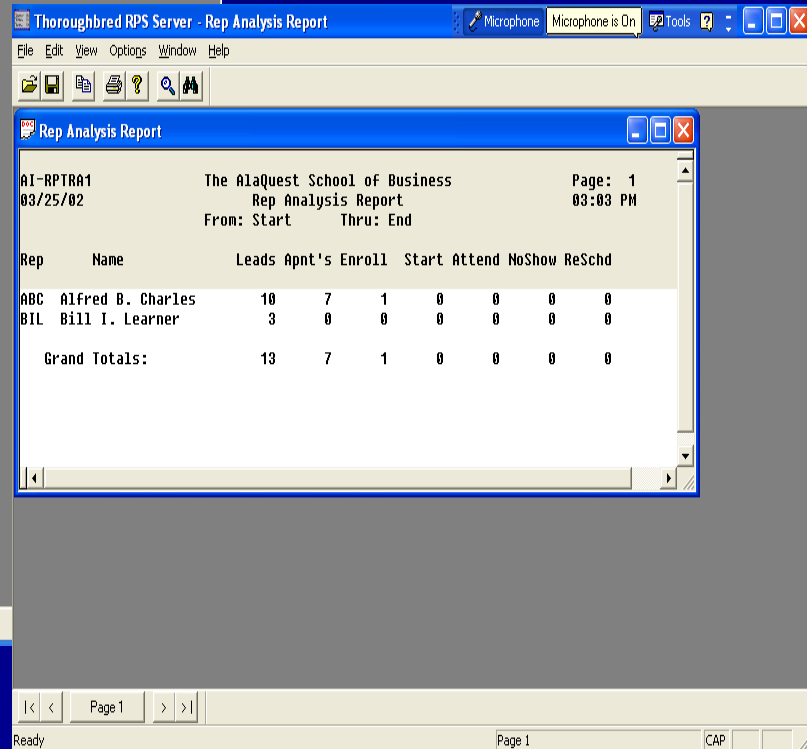 Thoroughbred RPS Server - Rep Analysis Report
Microphone Microphone is On Tools
File Edit View Options Window Help
DOC Rep Analysis Report
AI-RPTRA1 The AlaQuest School of Business Page: 1
03/25/02 Rep Analysis Report 03:03 PM
From: Start Thru: End
Rep Name Leads Apnt's Enroll Start Attend NoShow ReSchd
ABC Alfred B. Charles 10 7 1 0 0 0 0
BIL Bill I. Learner 3 0 0 0 0 0 0
Grand Totals: 13 7 1 0 0 0 0
Page 1
Ready Page 1 CAP